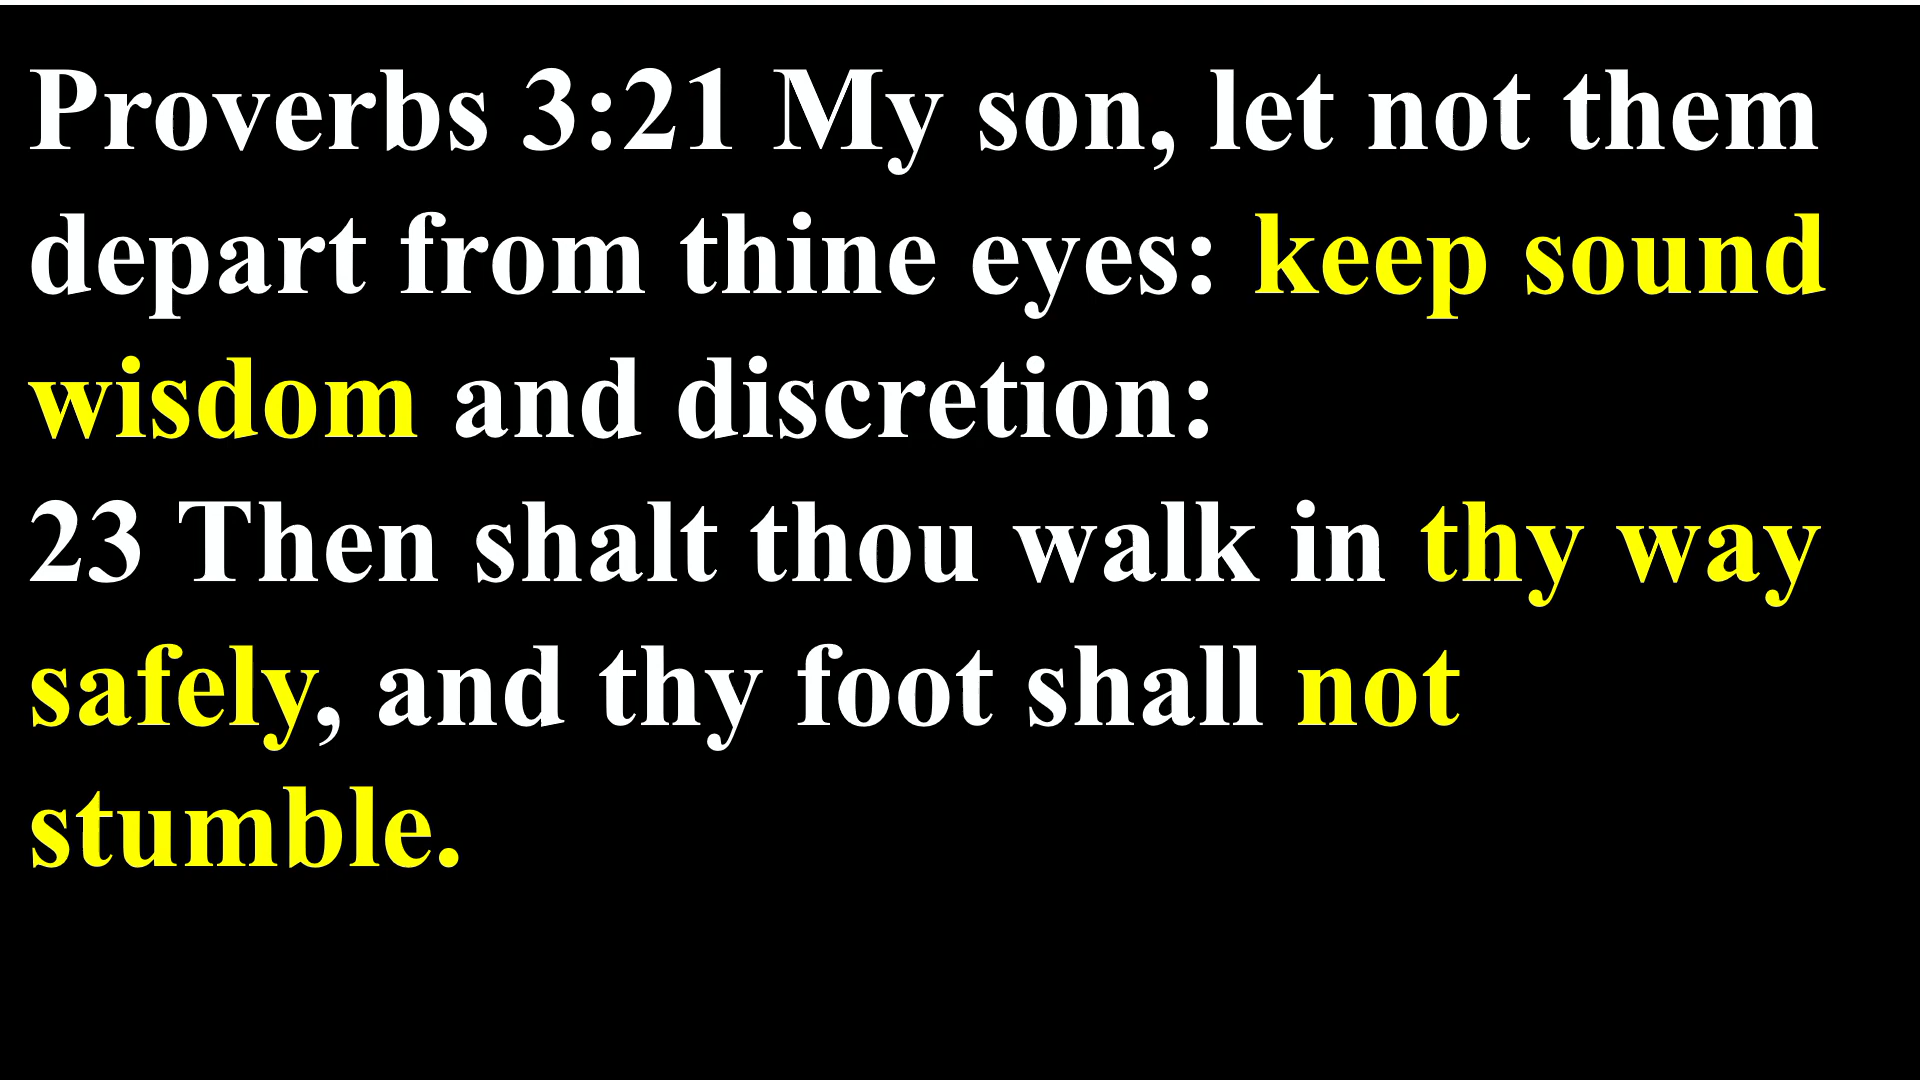 Proverbs 3:21 My son, let not them
depart from thine eyes: keep sound
wisdom and discretion:
23 Then shalt thou walk in thy way
safely, and thy foot shall not
stumble.